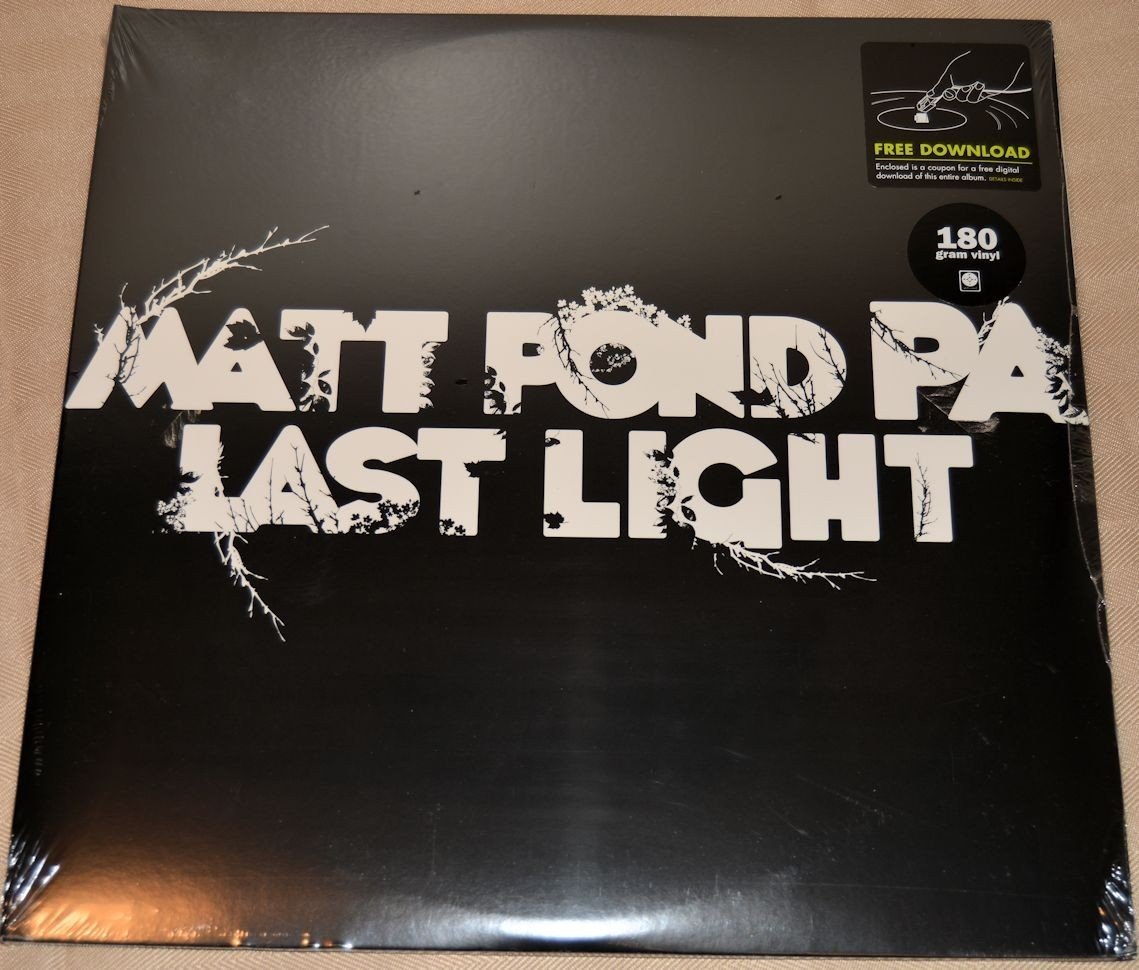 FREE DOWNLOAD
Enclosed is a coupon for a free digital
download of this entire album. DETAILS INSIDE
180
gram vinyl
MATT POND PA
LAST LIGHT